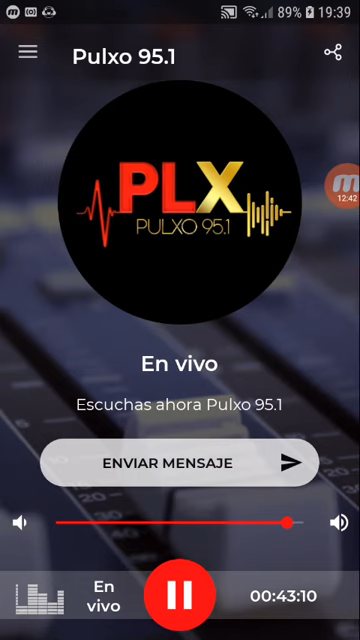 89% 19:39
Pulxo 95.1
PLX
PULXO 95.1
12:42
En vivo
Escuchas ahora Pulxo 95.1
ENVIAR MENSAJE
En
vivo
00:43:10